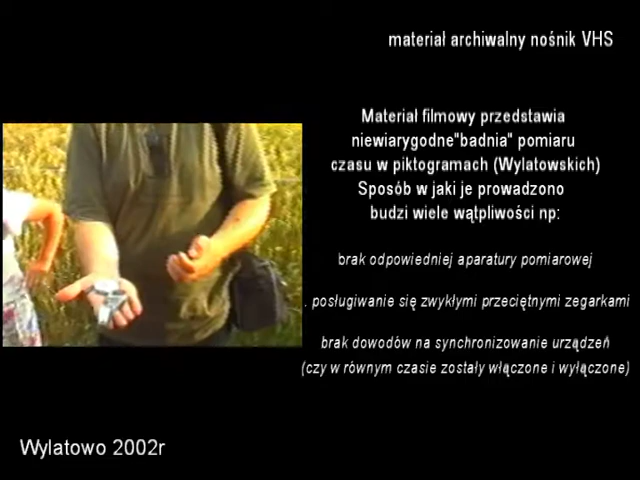 materiał archiwalny nośnik VHS
Materiał filmowy przedstawia
niewiarygodne"badnia" pomiaru
czasu w piktogramach (Wylatowskich)
Sposób w jaki je prowadzono
budzi wiele wątpliwości np:
brak odpowiedniej aparatury pomiarowej
. posługiwanie się zwykłymi przeciętnymi zegarkami
brak dowodów na synchronizowanie urządzeń
(czy w równym czasie zostały włączone i wyłączone)
Wylatowo 2002r